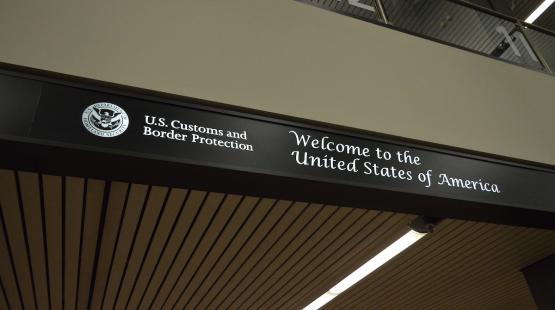 U.S. Customs and
Border Protection
Welcome to the
United States of America